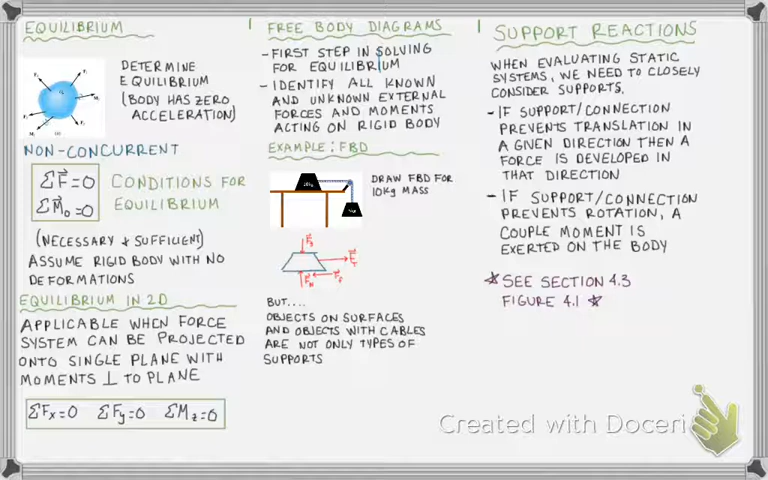 EQUILIBRIUM
DETERMINE
EQUILIBRIUM
(BODY HAS ZERO
ACCELERATION)
NON-CONCURRENT
ΣF⃗=0
ΣM⃗₀=0
CONDITIONS FOR
EQUILIBRIUM
(NECESSARY + SUFFILIENT)
ASSUME RIGID BODY WITH NO
DEFORMATIONS
EQUILIBRIUM IN 2D
APPLICABLE WHEN FORCE
SYSTEM CAN BE PROJECTED
ONTO SINGLE PLANE WITH
MOMENTS ⊥ TO PLANE
ΣFx=0 ΣFy=0 ΣMz=0
FREE BODY DIAGRAMS
-FIRST STEP IN SOLVING
FOR EQUILIBRIUM
-IDENTIFY ALL KNOWN
AND UNKNOWN EXTERNAL
FORCES AND MOMENTS
ACTING ON RIGID BODY
EXAMPLE: FBD
DRAW FBD FOR
10Kg MASS
BUT....
OBJECTS ON SURFACES
AND OBJECTS WITH CABLES
ARE NOT ONLY TYPES OF
SUPPORTS
SUPPORT REACTIONS
WHEN EVALUATING STATIC
SYSTEMS, WE NEED TO CLOSELY
CONSIDER SUPPORTS.
-IF SUPPORT/CONNECTION
PREVENTS TRANSLATION IN
A GIVEN DIRECTION THEN A
FORCE IS DEVELOPED IN
THAT DIRECTION
-IF SUPPORT/CONNECTION
PREVENTS ROTATION, A
COUPLE MOMENT IS
EXERTED ON THE BODY
* SEE SECTION 4.3
FIGURE 4.1 *
Created with Doceri